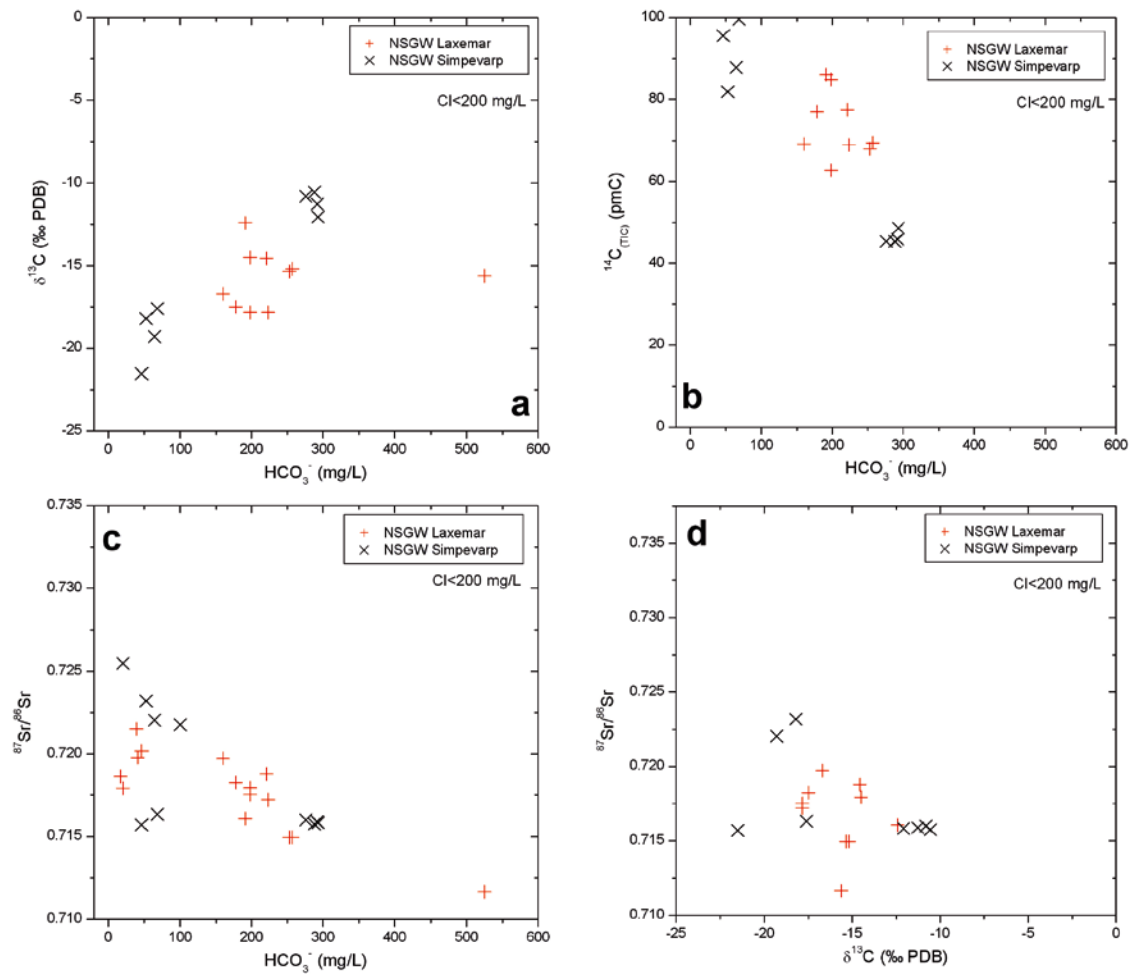 0
-5
-10
-15
-20
-25
δ¹³C (‰ PDB)
NSGW Laxemar
NSGW Simpevarp
Cl<200 mg/L
a
0 100 200 300 400 500 600
HCO₃⁻ (mg/L)
100
80
60
40
20
0
¹⁴C(TIC) (pmC)
NSGW Laxemar
NSGW Simpevarp
Cl<200 mg/L
b
0 100 200 300 400 500 600
HCO₃⁻ (mg/L)
0.735
0.730
0.725
0.720
0.715
0.710
⁸⁷Sr/⁸⁶Sr
c
NSGW Laxemar
NSGW Simpevarp
Cl<200 mg/L
0 100 200 300 400 500 600
HCO₃⁻ (mg/L)
0.735
0.730
0.725
0.720
0.715
0.710
⁸⁷Sr/⁸⁶Sr
d
NSGW Laxemar
NSGW Simpevarp
Cl<200 mg/L
-25 -20 -15 -10 -5 0
δ¹³C (‰ PDB)